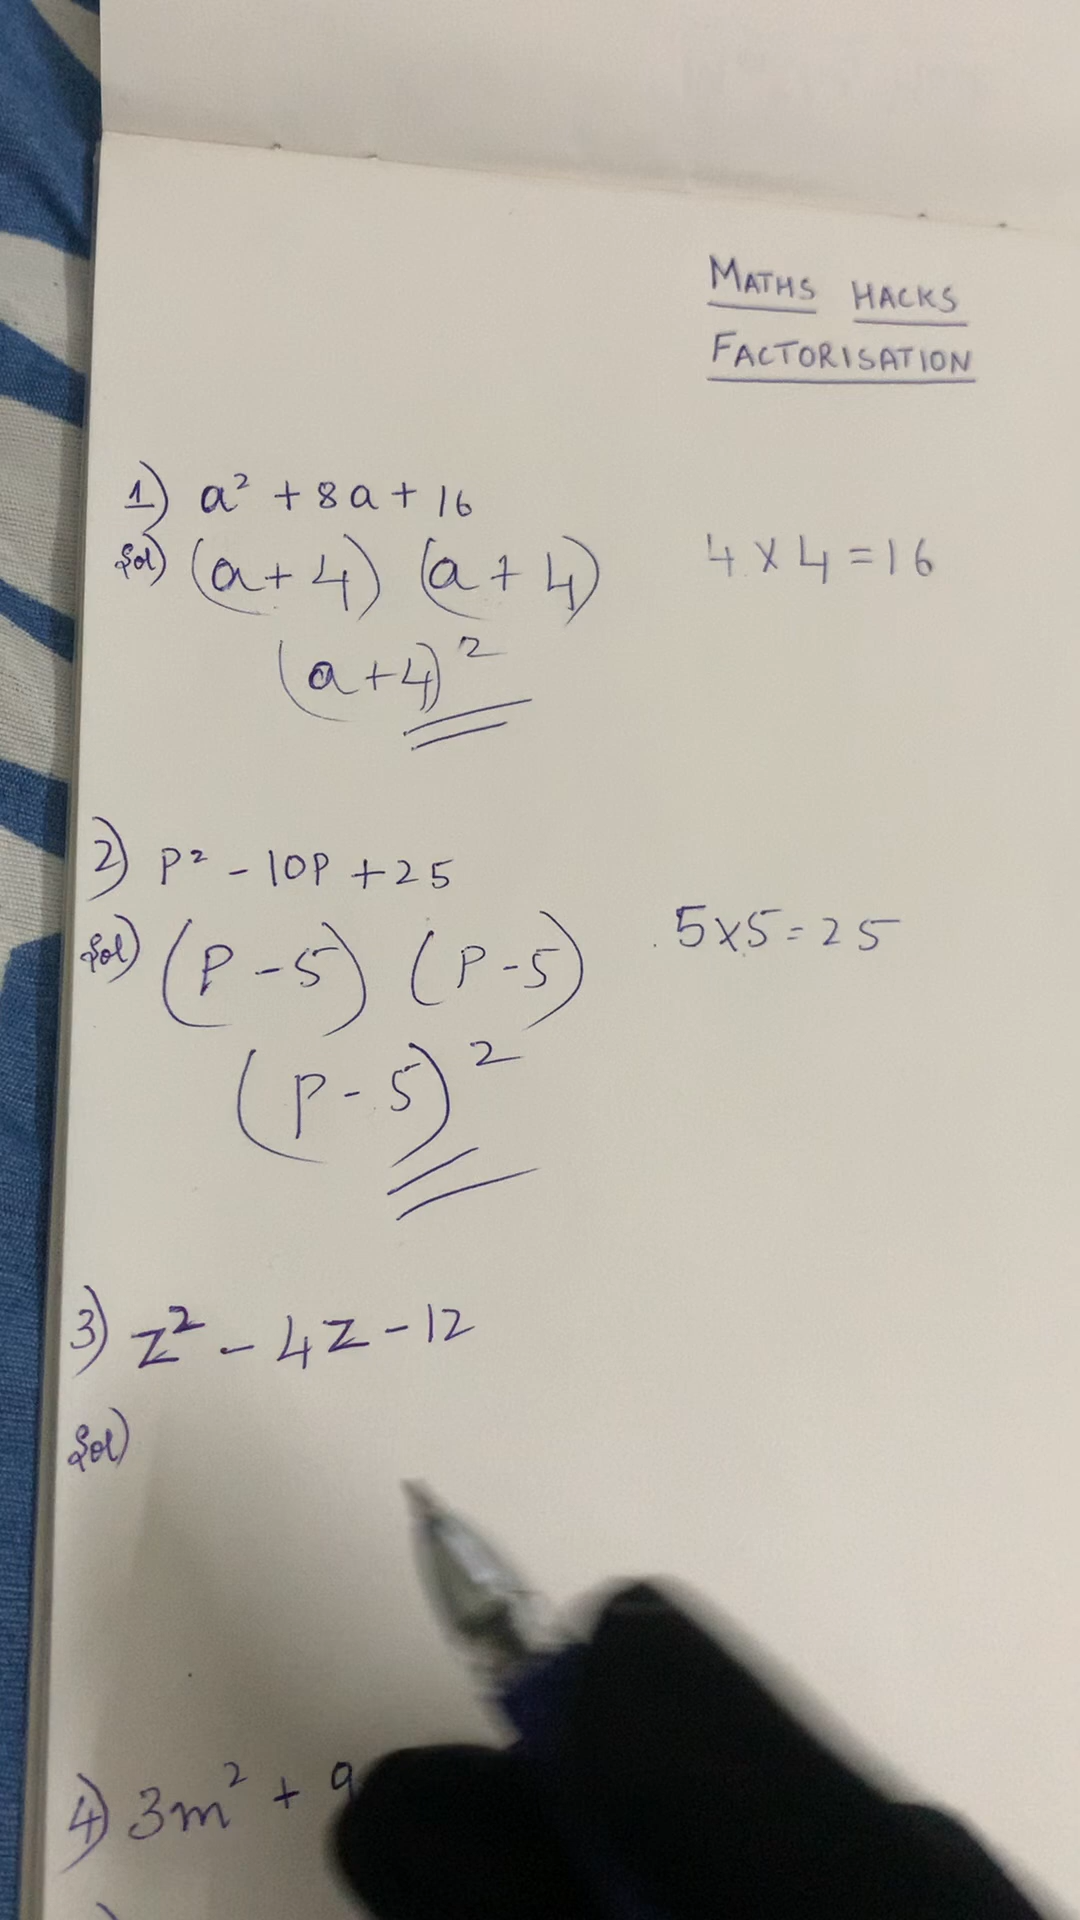 MATHS HACKS
FACTORISATION
1) a² + 8a + 16
Sol) (a + 4) (a + 4) 4 × 4 = 16
(a + 4)²
2) P² - 10P + 25
Sol) (P - 5) (P - 5) 5 × 5 = 25
(P - 5)²
3) z² - 4z - 12
Sol)
4) 3m² + 9